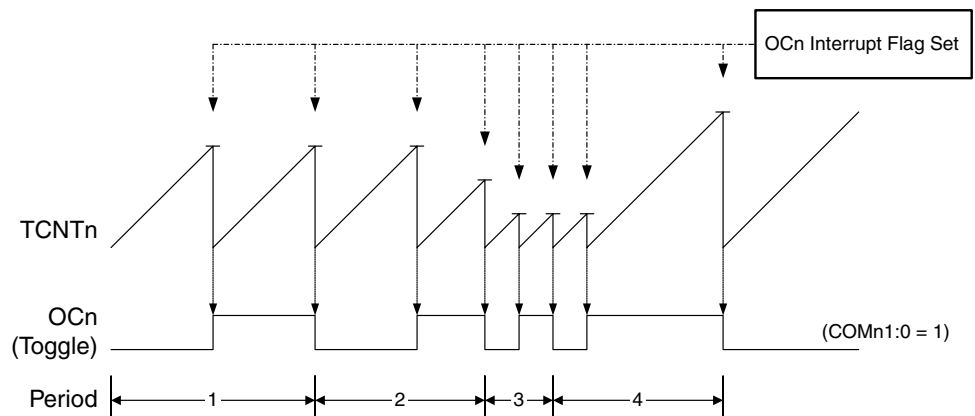 OCn Interrupt Flag Set
TCNTn
OCn
(Toggle)
(COMn1:0 = 1)
Period
1
2
3
4